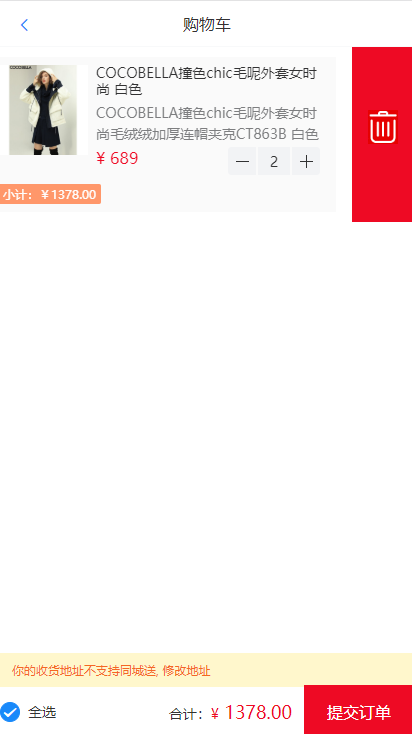 购物车
COCOBELLA
COCOBELLA撞色chic毛呢外套女时
尚 白色
COCOBELLA撞色chic毛呢外套女时
尚毛绒绒加厚连帽夹克CT863B 白色
¥ 689
2
小计：¥ 1378.00
你的收货地址不支持同城送, 修改地址
全选
合计：¥ 1378.00
提交订单